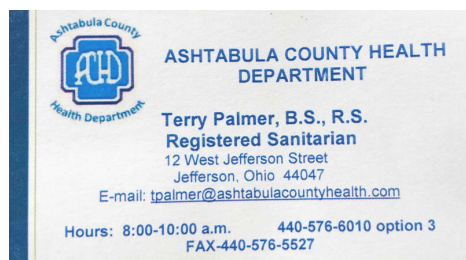 Ashtabula County
ACHD
Health Department
ASHTABULA COUNTY HEALTH
DEPARTMENT
Terry Palmer, B.S., R.S.
Registered Sanitarian
12 West Jefferson Street
Jefferson, Ohio 44047
E-mail: tpalmer@ashtabulacountyhealth.com
Hours: 8:00-10:00 a.m. 440-576-6010 option 3
FAX-440-576-5527